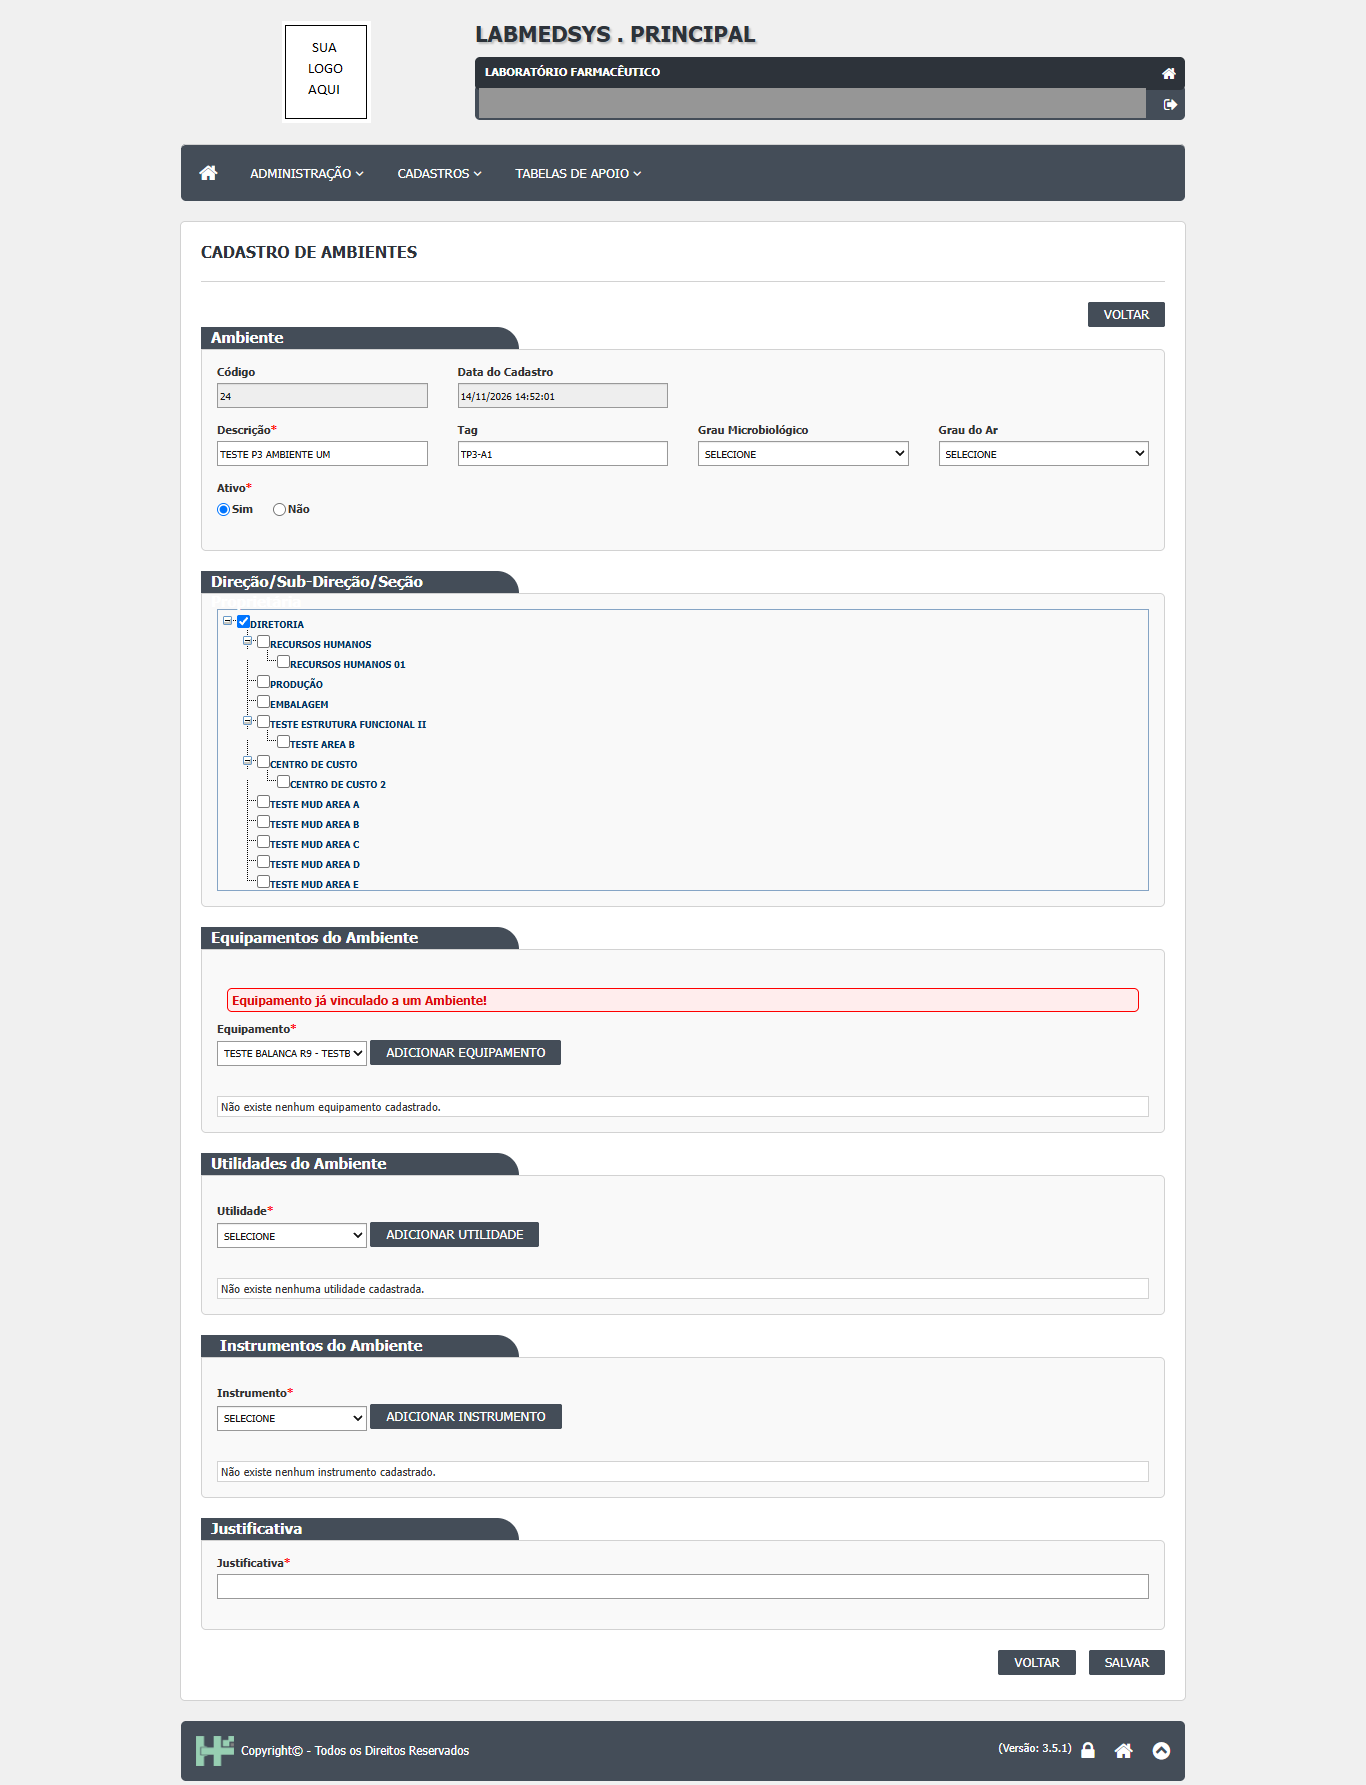 SUA
LOGO
AQUI
LABMEDSYS . PRINCIPAL
LABORATÓRIO FARMACÊUTICO
ADMINISTRAÇÃO CADASTROS TABELAS DE APOIO
CADASTRO DE AMBIENTES
VOLTAR
Ambiente
Código Data do Cadastro
24 14/11/2026 14:52:01
Descrição* Tag Grau Microbiológico Grau do Ar
TESTE P3 AMBIENTE UM TP3-A1 SELECIONE SELECIONE
Ativo*
Sim Não
Direção/Sub-Direção/Seção
DIRETORIA
RECURSOS HUMANOS
RECURSOS HUMANOS 01
PRODUÇÃO
EMBALAGEM
TESTE ESTRUTURA FUNCIONAL II
TESTE AREA B
CENTRO DE CUSTO
CENTRO DE CUSTO 2
TESTE MUD AREA A
TESTE MUD AREA B
TESTE MUD AREA C
TESTE MUD AREA D
TESTE MUD AREA E
Equipamentos do Ambiente
Equipamento já vinculado a um Ambiente!
Equipamento*
TESTE BALANCA R9 - TESTB ADICIONAR EQUIPAMENTO
Não existe nenhum equipamento cadastrado.
Utilidades do Ambiente
Utilidade*
SELECIONE ADICIONAR UTILIDADE
Não existe nenhuma utilidade cadastrada.
Instrumentos do Ambiente
Instrumento*
SELECIONE ADICIONAR INSTRUMENTO
Não existe nenhum instrumento cadastrado.
Justificativa
Justificativa*
VOLTAR SALVAR
Copyright© - Todos os Direitos Reservados (Versão: 3.5.1)